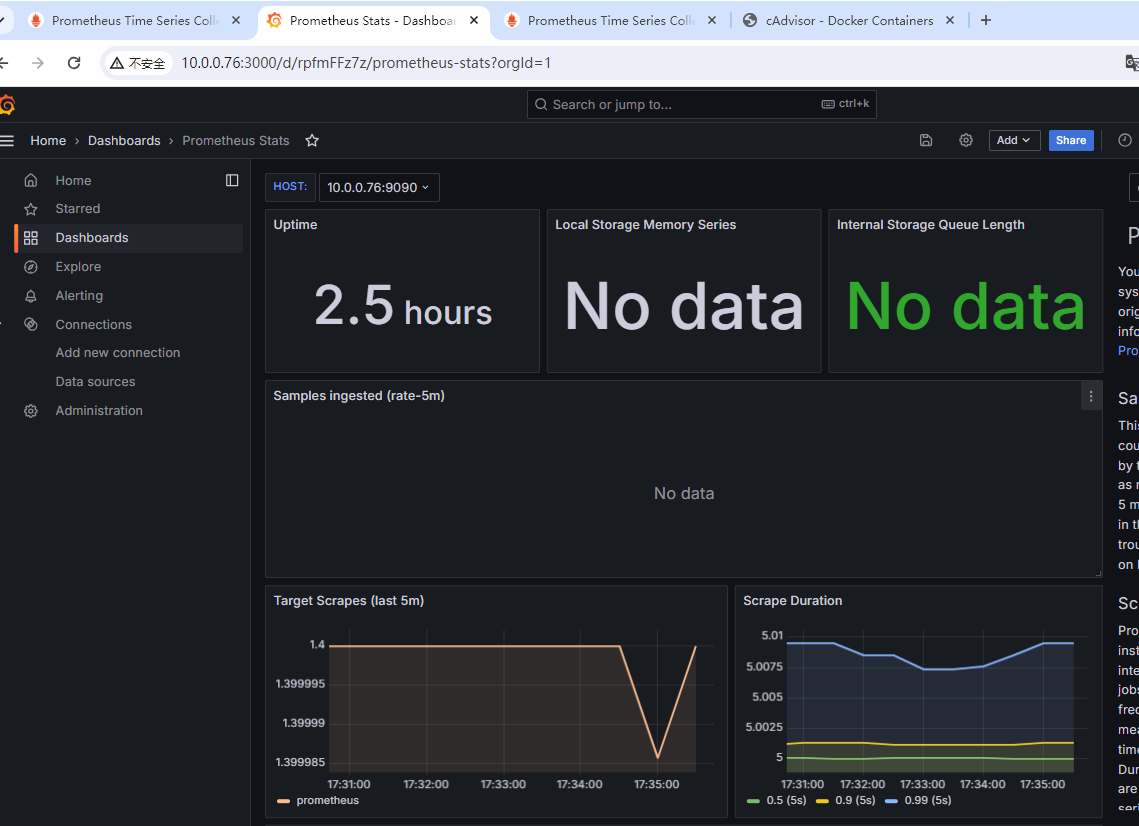 Prometheus Time Series Colle
Prometheus Stats - Dashboar
Prometheus Time Series Colle
cAdvisor - Docker Containers
不安全
10.0.0.76:3000/d/rpfmFFz7z/prometheus-stats?orgId=1
Search or jump to...
ctrl+k
Home › Dashboards › Prometheus Stats
Add
Share
Home
Starred
Dashboards
Explore
Alerting
Connections
Add new connection
Data sources
Administration
HOST:
10.0.0.76:9090
Uptime
2.5 hours
Local Storage Memory Series
No data
Internal Storage Queue Length
No data
Samples ingested (rate-5m)
No data
Target Scrapes (last 5m)
1.4
1.399995
1.39999
1.399985
17:31:00 17:32:00 17:33:00 17:34:00 17:35:00
prometheus
Scrape Duration
5.01
5.0075
5.005
5.0025
5
17:31:00 17:32:00 17:33:00 17:34:00 17:35:00
0.5 (5s) 0.9 (5s) 0.99 (5s)
P
You
sys
orig
info
Pro
Sa
This
cou
by t
as r
5 m
in th
trou
on I
Sc
Pro
inst
inte
jobs
freq
mea
time
Dur
are
seri